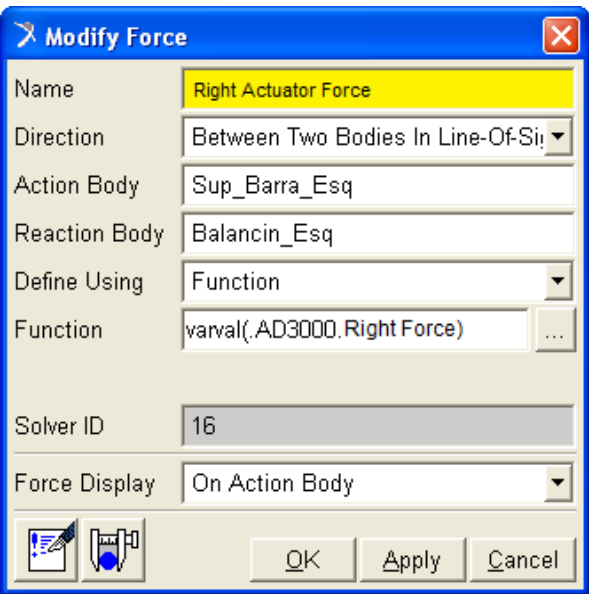 Modify Force
Name Right Actuator Force
Direction Between Two Bodies In Line-Of-Si
Action Body Sup_Barra_Esq
Reaction Body Balancin_Esq
Define Using Function
Function varval(.AD3000.Right Force) ...
Solver ID 16
Force Display On Action Body
OK Apply Cancel